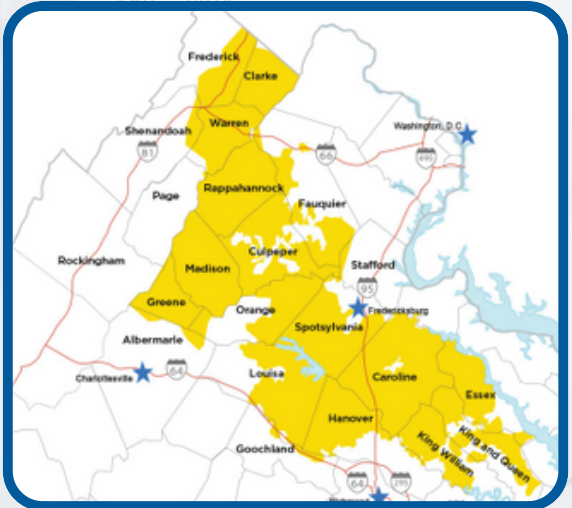 Frederick
Clarke
Warren
Shenandoah
81
Washington, D.C.
66
495
Page
Rappahannock
Fauquier
Culpeper
Rockingham
Madison
Stafford
95
Greene
Orange
Fredericksburg
Spotsylvania
Albermarle
Charlottesville
64
Louisa
Caroline
Essex
Hanover
King and Queen
King William
Goochland
64
295